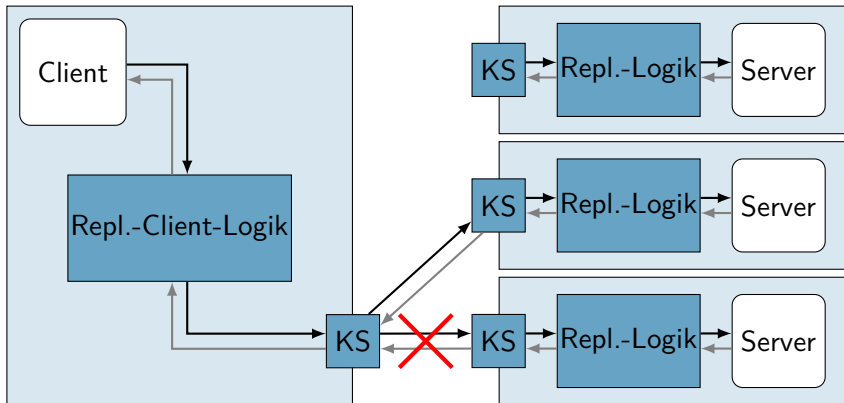 Client
Repl.-Client-Logik
KS
KS
Repl.-Logik
Server
KS
Repl.-Logik
Server
KS
Repl.-Logik
Server